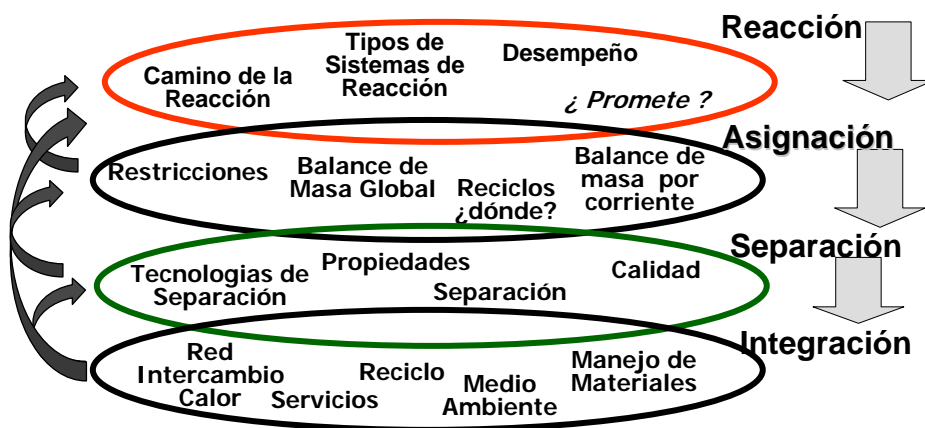 Reacción
Tipos de
Sistemas de
Reacción
Desempeño
Camino de la
Reacción
¿ Promete ?
Asignación
Restricciones
Balance de
Masa Global
Reciclos
¿dónde?
Balance de
masa por
corriente
Separación
Tecnologias de
Separación
Propiedades
Separación
Calidad
Integración
Red
Intercambio
Calor
Servicios
Reciclo
Medio
Ambiente
Manejo de
Materiales